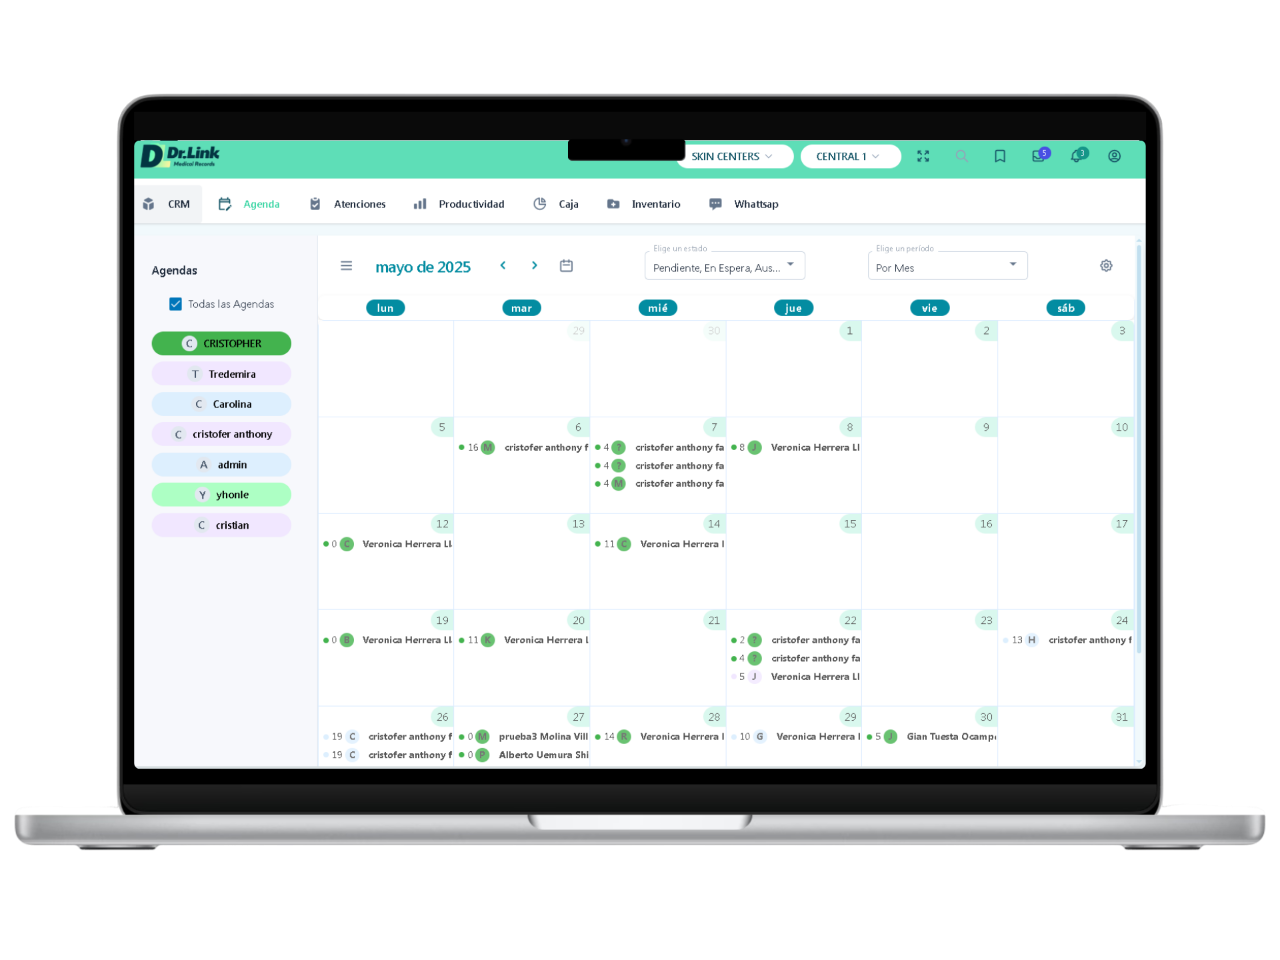 Dr.Link
Medical Records
SKIN CENTERS
CENTRAL 1
5
3
CRM
Agenda
Atenciones
Productividad
Caja
Inventario
Whattsap
Agendas
Todas las Agendas
C CRISTOPHER
T Tredemira
C Carolina
C cristofer anthony
A admin
Y yhonle
C cristian
mayo de 2025
Elige un estado
Pendiente, En Espera, Aus...
Elige un período
Por Mes
lun mar mié jue vie sáb
29 30 1 2 3
5 6 7 8 9 10
16 M cristofer anthony f
4 ? cristofer anthony fa
4 ? cristofer anthony fa
4 M cristofer anthony fa
8 J Veronica Herrera Ll
12 13 14 15 16 17
0 C Veronica Herrera Ll
11 C Veronica Herrera l
19 20 21 22 23 24
0 B Veronica Herrera Ll
11 K Veronica Herrera L
2 ? cristofer anthony fa
4 ? cristofer anthony fa
5 J Veronica Herrera Ll
13 H cristofer anthony f
26 27 28 29 30 31
19 C cristofer anthony f
19 C cristofer anthony f
0 M prueba3 Molina Vill
0 P Alberto Uemura Shi
14 R Veronica Herrera l
10 G Veronica Herrera l
5 J Gian Tuesta Ocamp